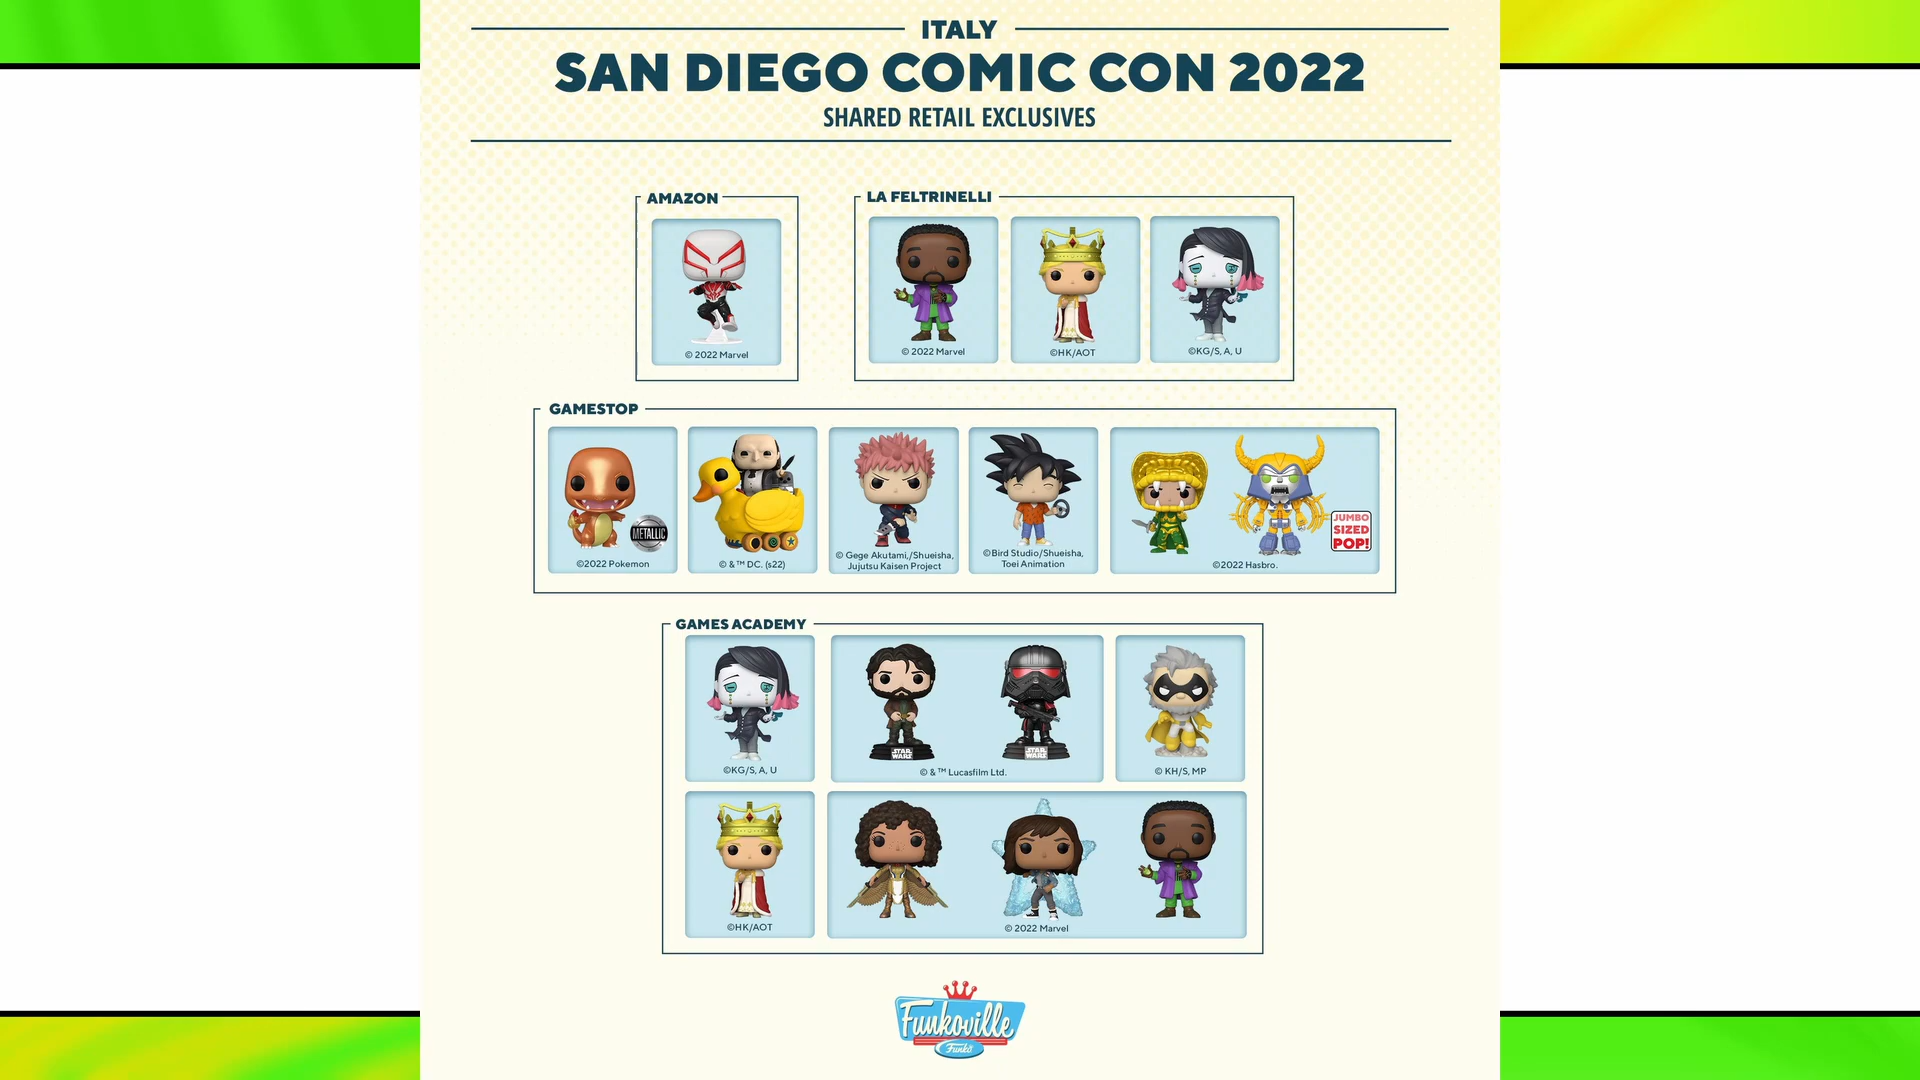 ITALY
SAN DIEGO COMIC CON 2022
SHARED RETAIL EXCLUSIVES
AMAZON
© 2022 Marvel
LA FELTRINELLI
© 2022 Marvel
©HK/AOT
©KG/S, A, U
GAMESTOP
METALLIC
©2022 Pokemon
© & ™ DC. (s22)
© Gege Akutami,/Shueisha,
Jujutsu Kaisen Project
©Bird Studio/Shueisha,
Toei Animation
JUMBO
SIZED
POP!
©2022 Hasbro.
GAMES ACADEMY
©KG/S, A, U
STAR
WARS
STAR
WARS
© & ™ Lucasfilm Ltd.
© KH/S, MP
©HK/AOT
© 2022 Marvel
Funkoville
Funko